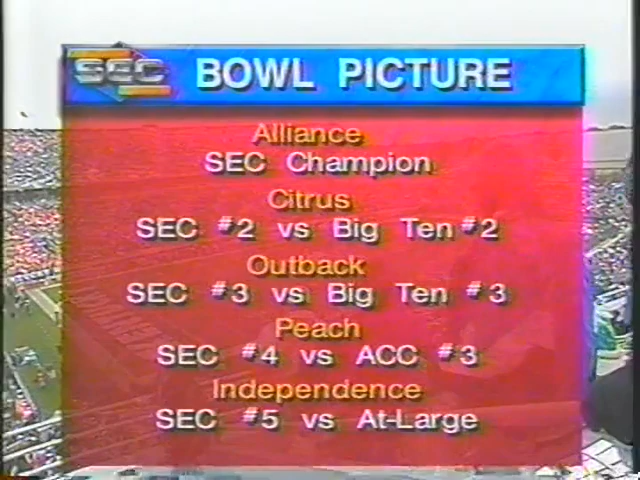 SEC BOWL PICTURE
Alliance
SEC Champion
Citrus
SEC #2 vs Big Ten #2
Outback
SEC #3 vs Big Ten #3
Peach
SEC #4 vs ACC #3
Independence
SEC #5 vs At-Large